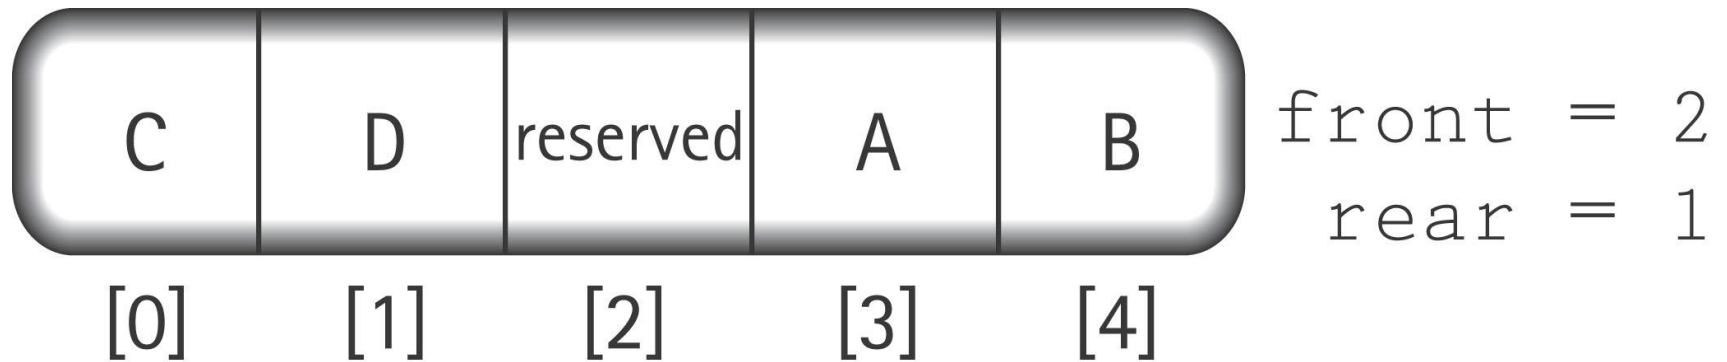 C D reserved A B
front = 2
rear = 1
[0] [1] [2] [3] [4]